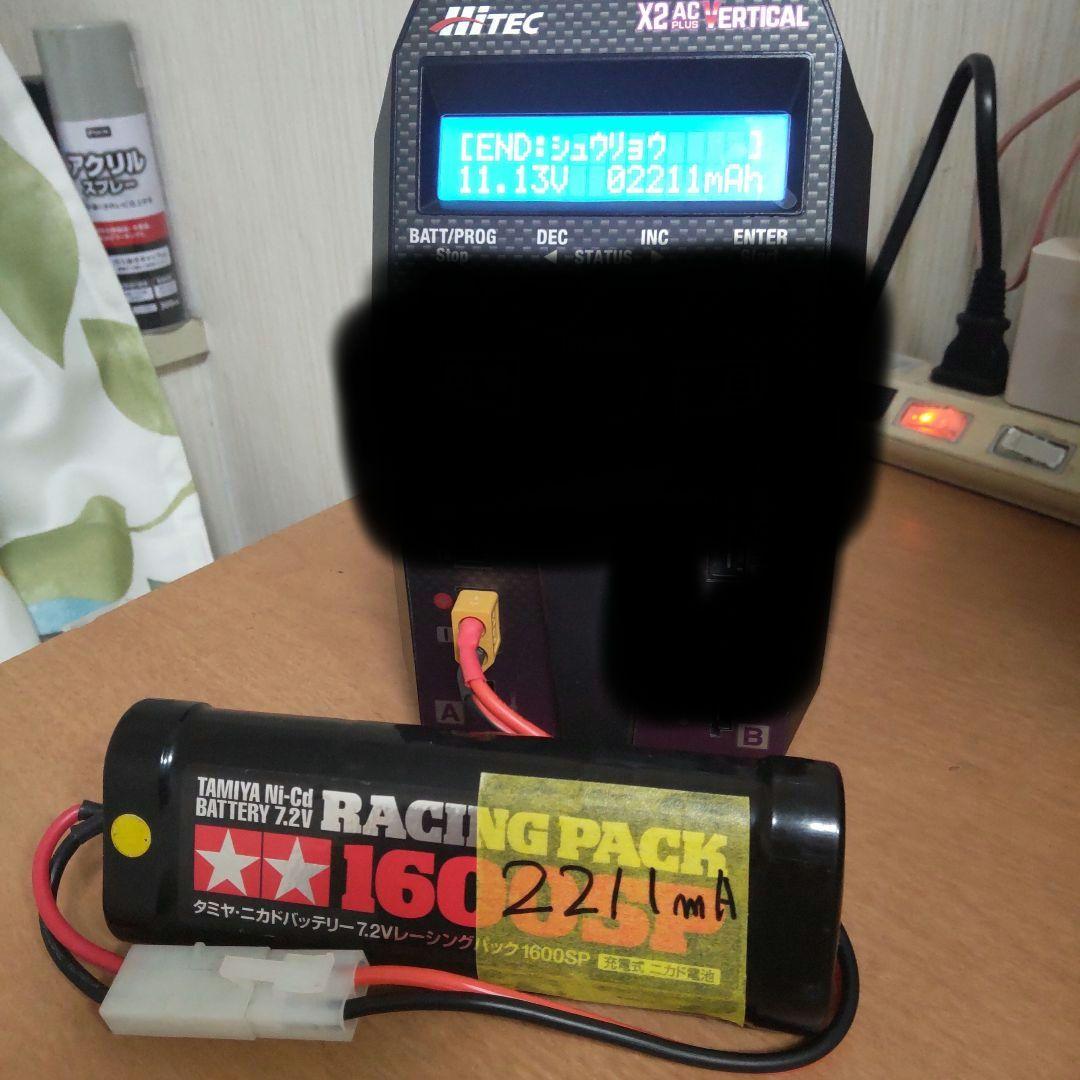 HiTEC
X2 AC PLUS VERTICAL
[END:シュウリョウ ]
11.13V 02211mAh
BATT/PROG DEC INC ENTER
Stop ◀ STATUS ▶ Start
アクリル
スプレー
A
B
TAMIYA Ni-Cd
BATTERY 7.2V
RACING PACK
1600SP
2211mA
タミヤ・ニカドバッテリー7.2Vレーシングパック1600SP
充電式 ニカド電池